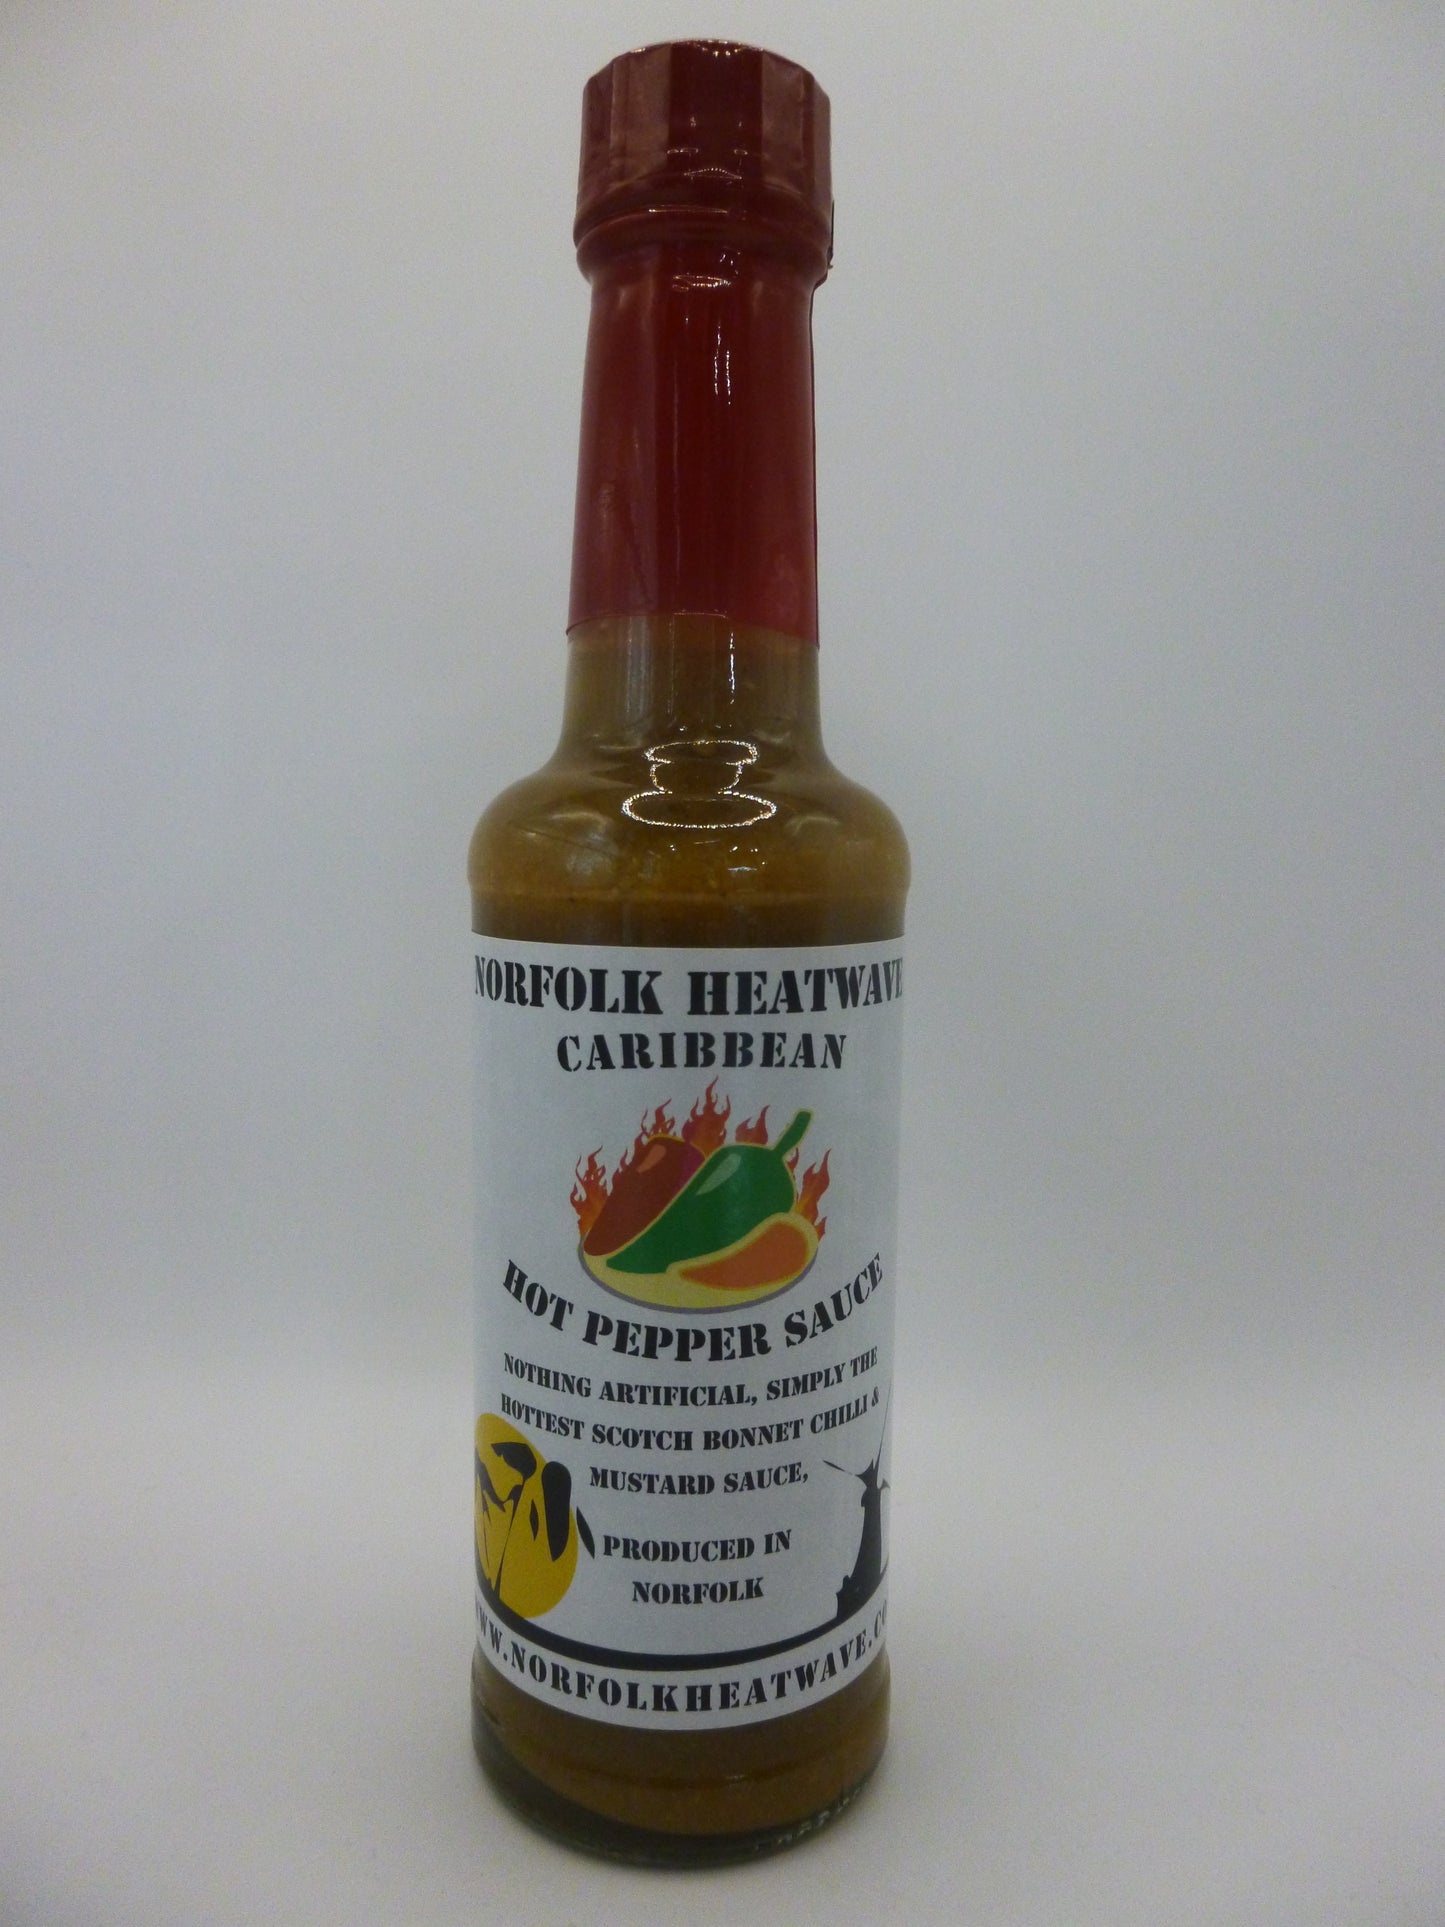 NORFOLK HEATWAVE
CARIBBEAN
HOT PEPPER SAUCE
NOTHING ARTIFICIAL, SIMPLY THE
HOTTEST SCOTCH BONNET CHILLI &
MUSTARD SAUCE,
PRODUCED IN
NORFOLK
WWW.NORFOLKHEATWAVE.CO